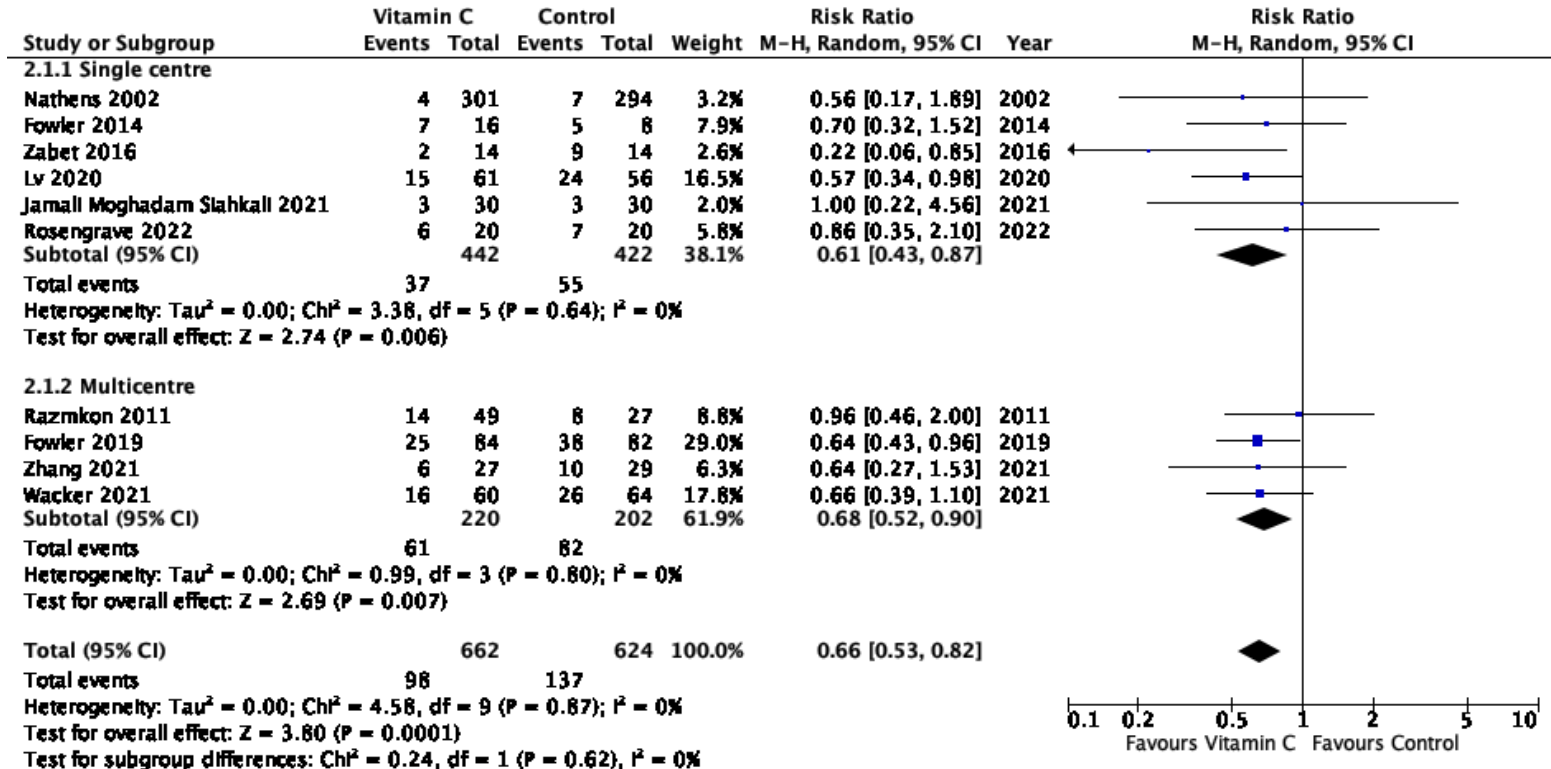 Vitamin C Control Risk Ratio Risk Ratio
Study or Subgroup Events Total Events Total Weight M-H, Random, 95% CI Year M-H, Random, 95% CI
2.1.1 Single centre
Nathens 2002 4 301 7 294 3.2% 0.56 [0.17, 1.89] 2002
Fowler 2014 7 16 5 8 7.9% 0.70 [0.32, 1.52] 2014
Zabet 2016 2 14 9 14 2.6% 0.22 [0.06, 0.85] 2016
Lv 2020 15 61 24 56 16.5% 0.57 [0.34, 0.98] 2020
Jamali Moghadam Siahkali 2021 3 30 3 30 2.0% 1.00 [0.22, 4.56] 2021
Rosengrave 2022 6 20 7 20 5.8% 0.86 [0.35, 2.10] 2022
Subtotal (95% CI) 442 422 38.1% 0.61 [0.43, 0.87]
Total events 37 55
Heterogeneity: Tau² = 0.00; Chi² = 3.38, df = 5 (P = 0.64); I² = 0%
Test for overall effect: Z = 2.74 (P = 0.006)
2.1.2 Multicentre
Razmkon 2011 14 49 8 27 8.8% 0.96 [0.46, 2.00] 2011
Fowler 2019 25 84 38 82 29.0% 0.64 [0.43, 0.96] 2019
Zhang 2021 6 27 10 29 6.3% 0.64 [0.27, 1.53] 2021
Wacker 2021 16 60 26 64 17.8% 0.66 [0.39, 1.10] 2021
Subtotal (95% CI) 220 202 61.9% 0.68 [0.52, 0.90]
Total events 61 82
Heterogeneity: Tau² = 0.00; Chi² = 0.99, df = 3 (P = 0.80); I² = 0%
Test for overall effect: Z = 2.69 (P = 0.007)
Total (95% CI) 662 624 100.0% 0.66 [0.53, 0.82]
Total events 98 137
Heterogeneity: Tau² = 0.00; Chi² = 4.58, df = 9 (P = 0.87); I² = 0%
Test for overall effect: Z = 3.80 (P = 0.0001)
Test for subgroup differences: Chi² = 0.24, df = 1 (P = 0.62), I² = 0%
0.1 0.2 0.5 1 2 5 10
Favours Vitamin C Favours Control